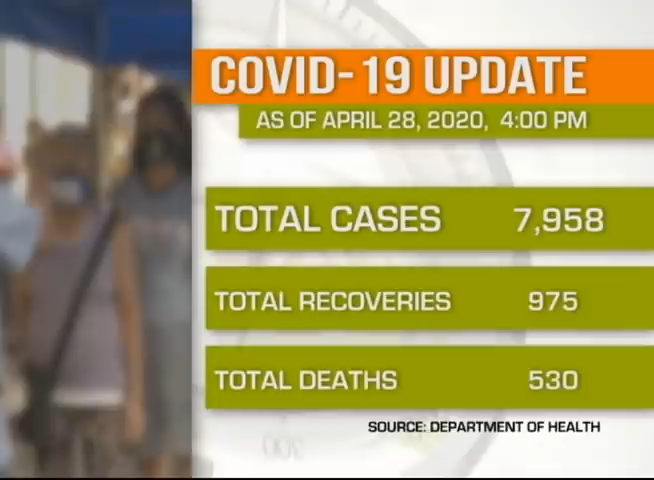 COVID-19 UPDATE
AS OF APRIL 28, 2020, 4:00 PM
TOTAL CASES 7,958
TOTAL RECOVERIES 975
TOTAL DEATHS 530
SOURCE: DEPARTMENT OF HEALTH
300